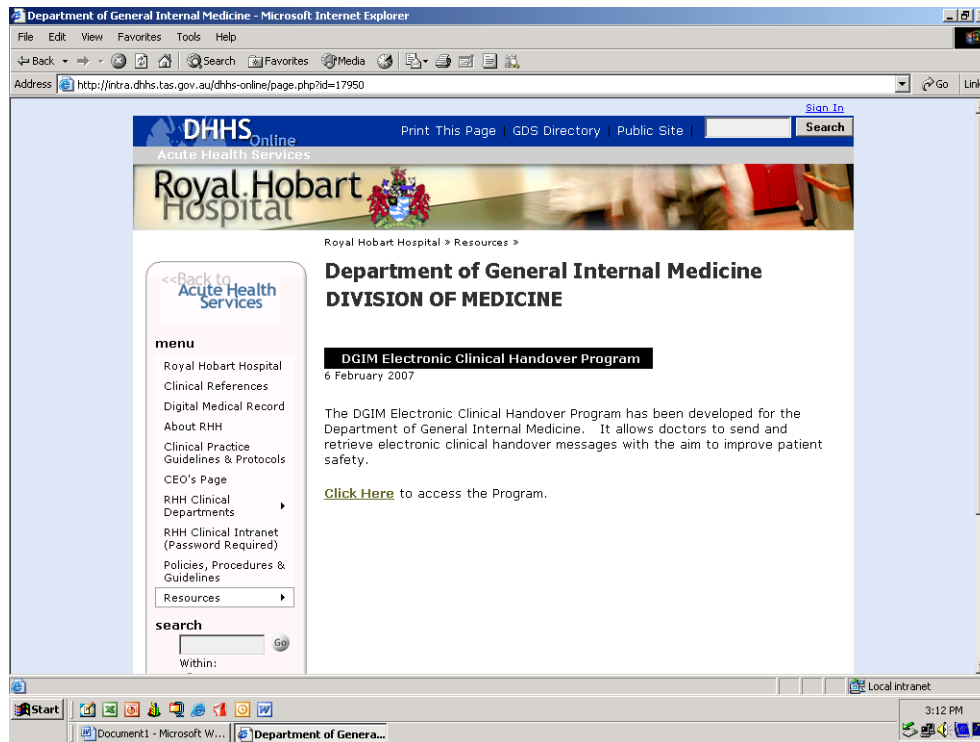 Department of General Internal Medicine - Microsoft Internet Explorer
File Edit View Favorites Tools Help
Back Search Favorites Media
Address http://intra.dhhs.tas.gov.au/dhhs-online/page.php?id=17950 Go
Sign In
DHHS Online Print This Page | GDS Directory | Public Site | Search
Acute Health Services
Royal Hobart
Hospital
Royal Hobart Hospital » Resources »
Department of General Internal Medicine
DIVISION OF MEDICINE
<<Back to
Acute Health
Services
menu
Royal Hobart Hospital
Clinical References
Digital Medical Record
About RHH
Clinical Practice
Guidelines & Protocols
CEO's Page
RHH Clinical
Departments
RHH Clinical Intranet
(Password Required)
Policies, Procedures &
Guidelines
Resources
search
Go
Within:
DGIM Electronic Clinical Handover Program
6 February 2007
The DGIM Electronic Clinical Handover Program has been developed for the
Department of General Internal Medicine. It allows doctors to send and
retrieve electronic clinical handover messages with the aim to improve patient
safety.
Click Here to access the Program.
Local intranet
Start
3:12 PM
Document1 - Microsoft W...
Department of Genera...